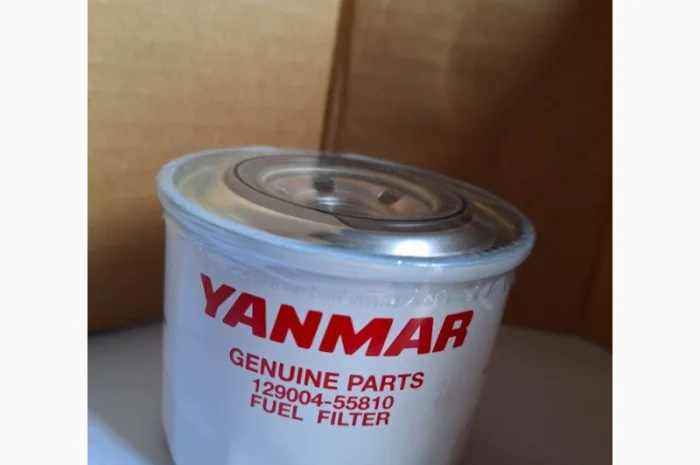 YANMAR
GENUINE PARTS
129004-55810
FUEL FILTER